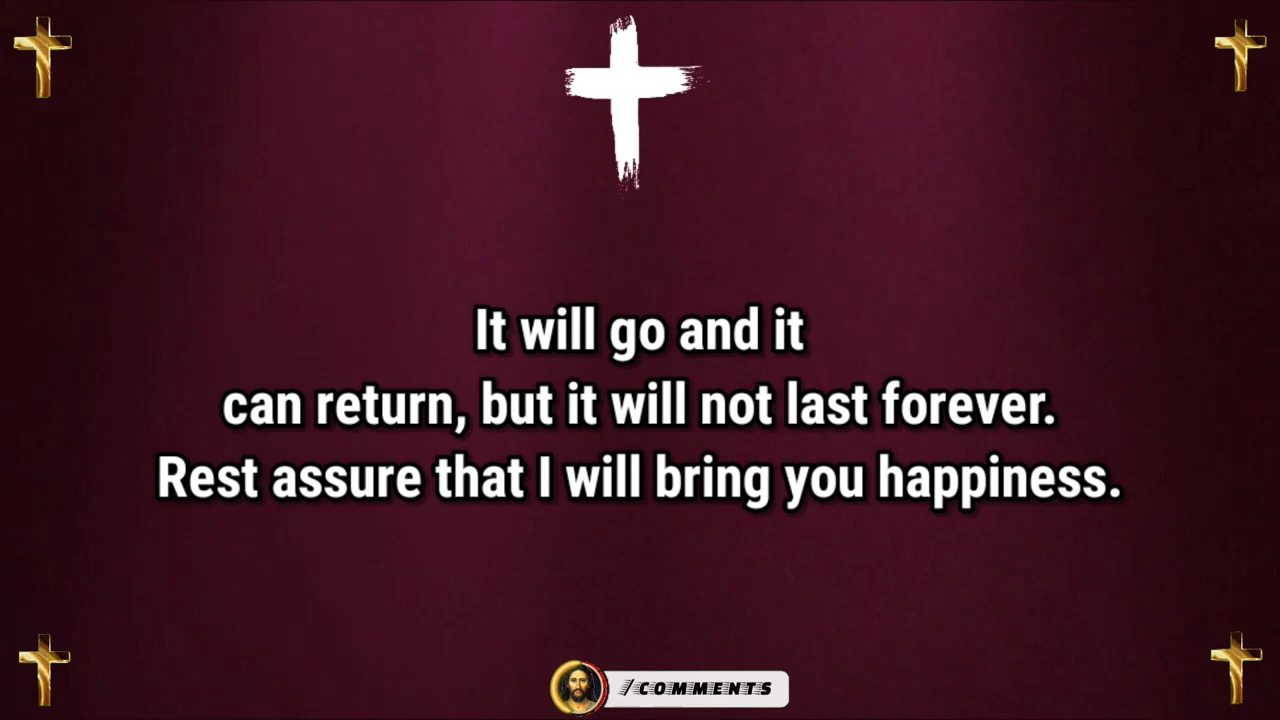 It will go and it
can return, but it will not last forever.
Rest assure that I will bring you happiness.
/COMMENTS